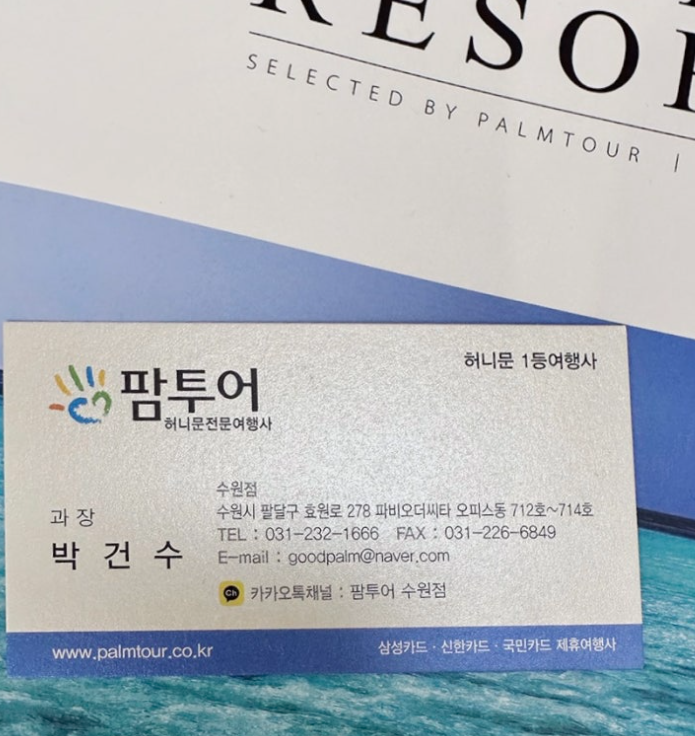 RESO
SELECTED BY PALMTOUR |
허니문 1등여행사
팜투어
허니문전문여행사
수원점
수원시 팔달구 효원로 278 파비오더씨타 오피스동 712호~714호
TEL : 031-232-1666 FAX : 031-226-6849
E-mail : goodpalm@naver.com
과장
박건수
Ch 카카오톡채널 : 팜투어 수원점
www.palmtour.co.kr
삼성카드 · 신한카드 · 국민카드 제휴여행사